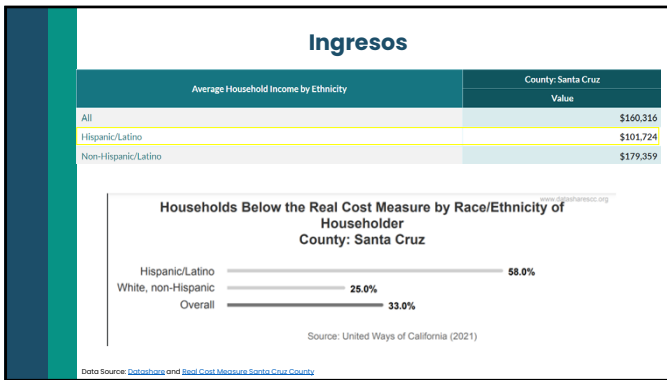 Ingresos
Average Household Income by Ethnicity
County: Santa Cruz
Value
All $160,316
Hispanic/Latino $101,724
Non-Hispanic/Latino $179,359
www.datasharescc.org
Households Below the Real Cost Measure by Race/Ethnicity of
Householder
County: Santa Cruz
Hispanic/Latino 58.0%
White, non-Hispanic 25.0%
Overall 33.0%
Source: United Ways of California (2021)
Data Source: Datashare and Real Cost Measure Santa Cruz County